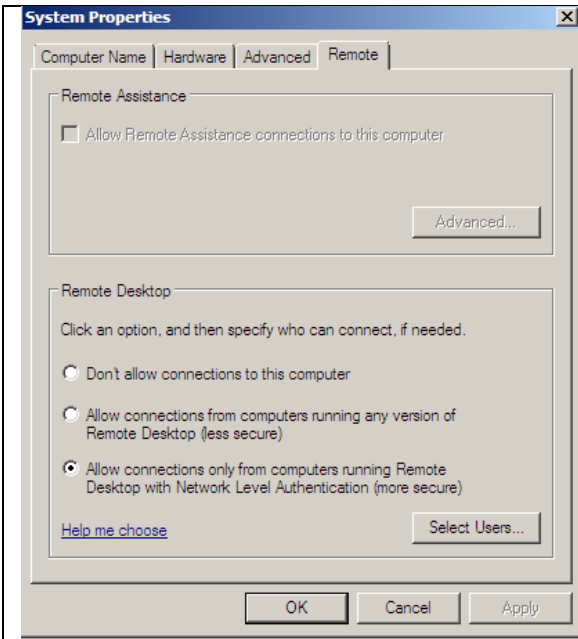 System Properties
Computer Name
Hardware
Advanced
Remote
Remote Assistance
Allow Remote Assistance connections to this computer
Advanced...
Remote Desktop
Click an option, and then specify who can connect, if needed.
Don't allow connections to this computer
Allow connections from computers running any version of
Remote Desktop (less secure)
Allow connections only from computers running Remote
Desktop with Network Level Authentication (more secure)
Help me choose
Select Users...
OK
Cancel
Apply